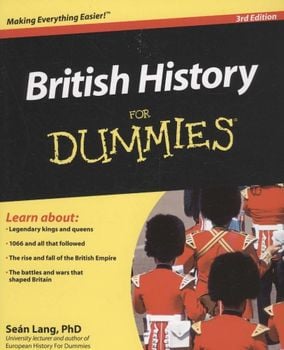 Making Everything Easier!™
3rd Edition
British History
FOR
DUMMIES®
Learn about:
• Legendary kings and queens
• 1066 and all that followed
• The rise and fall of the British Empire
• The battles and wars that
shaped Britain
Seán Lang, PhD
University lecturer and author of
European History For Dummies